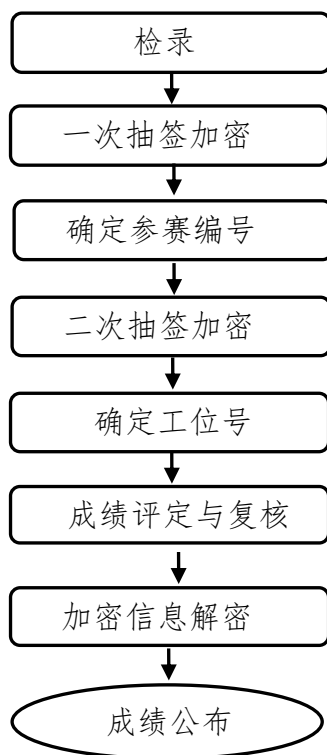 检录
一次抽签加密
确定参赛编号
二次抽签加密
确定工位号
成绩评定与复核
加密信息解密
成绩公布